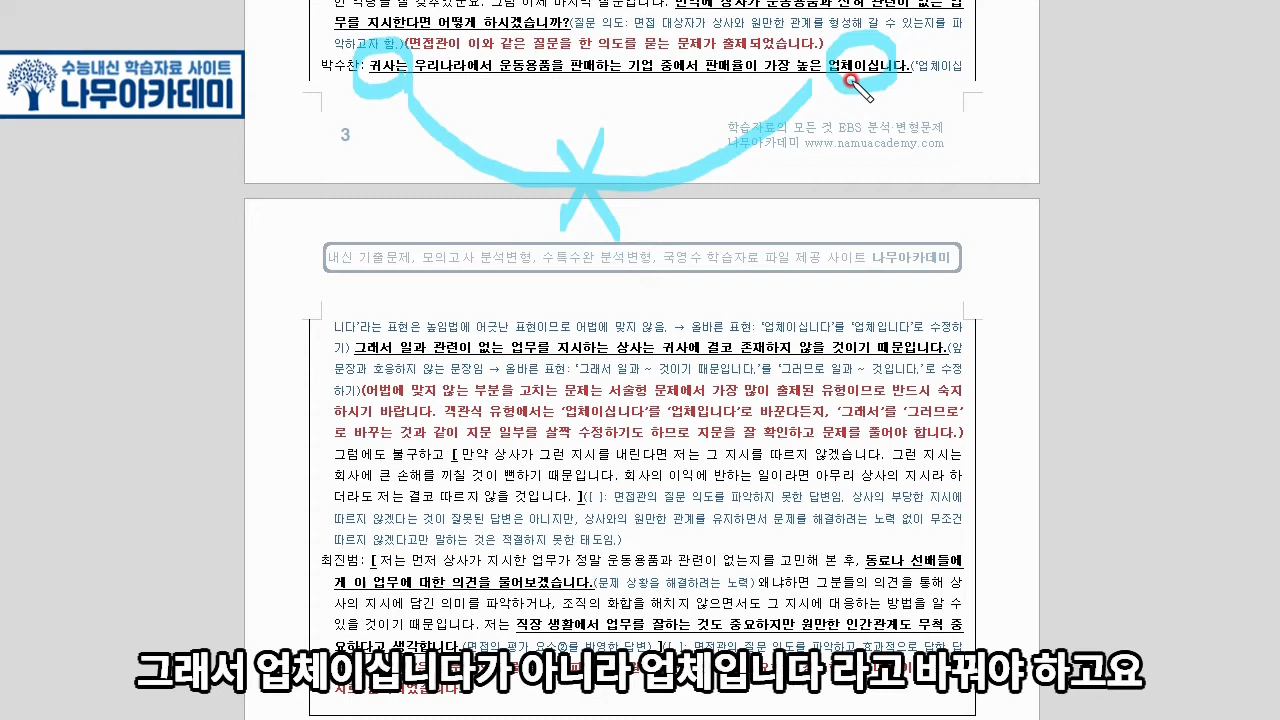 무를 지시한다면 어떻게 하시겠습니까?(질문 의도: 면접 대상자가 상사와 원만한 관계를 형성해 갈 수 있는지를 파
악하고자 함.)(면접관이 이와 같은 질문을 한 의도를 묻는 문제가 출제되었습니다.)
박수찬: 귀사는 우리나라에서 운동용품을 판매하는 기업 중에서 판매율이 가장 높은 업체이십니다.('업체이십
수능내신 학습자료 사이트
나무아카데미
3
학습자료의 모든 것 EBS 분석·변형문제
나무아카데미 www.namuacademy.com
내신 기출문제, 모의고사 분석변형, 수특수완 분석변형, 국영수 학습자료 파일 제공 사이트 나무아카데미
니다'라는 표현은 높임법에 어긋난 표현이므로 어법에 맞지 않음. → 올바른 표현: '업체이십니다'를 '업체입니다'로 수정하
기) 그래서 일과 관련이 없는 업무를 지시하는 상사는 귀사에 결코 존재하지 않을 것이기 때문입니다.(앞
문장과 호응하지 않는 문장임 → 올바른 표현: '그래서 일과 ~ 것이기 때문입니다.'를 '그러므로 일과 ~ 것입니다.'로 수정
하기)(어법에 맞지 않는 부분을 고치는 문제는 서술형 문제에서 가장 많이 출제된 유형이므로 반드시 숙지
하시기 바랍니다. 객관식 유형에서는 '업체이십니다'를 '업체입니다'로 바꾼다든지, '그래서'를 '그러므로'
로 바꾸는 것과 같이 지문 일부를 살짝 수정하기도 하므로 지문을 잘 확인하고 문제를 풀어야 합니다.)
그럼에도 불구하고 [ 만약 상사가 그런 지시를 내린다면 저는 그 지시를 따르지 않겠습니다. 그런 지시는
회사에 큰 손해를 끼칠 것이 뻔하기 때문입니다. 회사의 이익에 반하는 일이라면 아무리 상사의 지시라 하
더라도 저는 결코 따르지 않을 것입니다. ]([ ]: 면접관의 질문 의도를 파악하지 못한 답변임. 상사의 부당한 지시에
따르지 않겠다는 것이 잘못된 답변은 아니지만, 상사와의 원만한 관계를 유지하면서 문제를 해결하려는 노력 없이 무조건
따르지 않겠다고만 말하는 것은 적절하지 못한 태도임.)
최진범: [ 저는 먼저 상사가 지시한 업무가 정말 운동용품과 관련이 없는지를 고민해 본 후, 동료나 선배들에
게 이 업무에 대한 의견을 물어보겠습니다.(문제 상황을 해결하려는 노력) 왜냐하면 그분들의 의견을 통해 상
사의 지시에 담긴 의미를 파악하거나, 조직의 화합을 해치지 않으면서도 그 지시에 대응하는 방법을 알 수
있을 것이기 때문입니다. 저는 직장 생활에서 업무를 잘하는 것도 중요하지만 원만한 인간관계도 무척 중
요하다고 생각합니다.(면접의 평가 요소②를 반영한 답변) ]([ ]: 면접관의 질문 의도를 파악하고 효과적으로 답한 답
그래서 업체이십니다가 아니라 업체입니다 라고 바꿔야 하고요